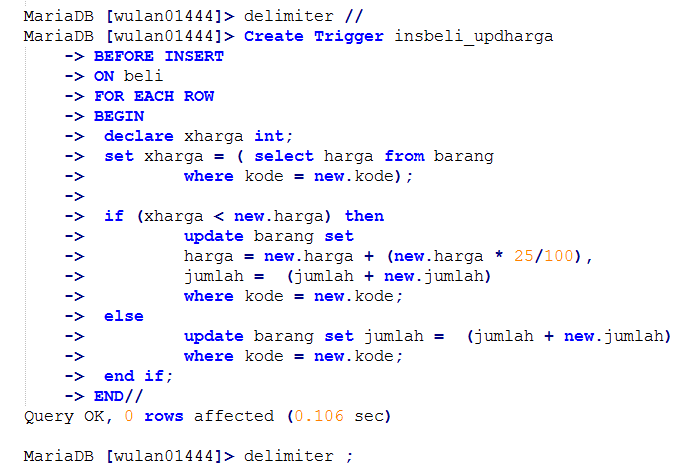 MariaDB [wulan01444]> delimiter //
MariaDB [wulan01444]> Create Trigger insbeli_updharga
    -> BEFORE INSERT
    -> ON beli
    -> FOR EACH ROW
    -> BEGIN
    ->  declare xharga int;
    ->  set xharga = ( select harga from barang
    ->          where kode = new.kode);
    ->
    ->  if (xharga < new.harga) then
    ->          update barang set
    ->          harga = new.harga + (new.harga * 25/100),
    ->          jumlah =  (jumlah + new.jumlah)
    ->          where kode = new.kode;
    ->  else
    ->          update barang set jumlah =  (jumlah + new.jumlah)
    ->          where kode = new.kode;
    ->  end if;
    -> END//
Query OK, 0 rows affected (0.106 sec)

MariaDB [wulan01444]> delimiter ;